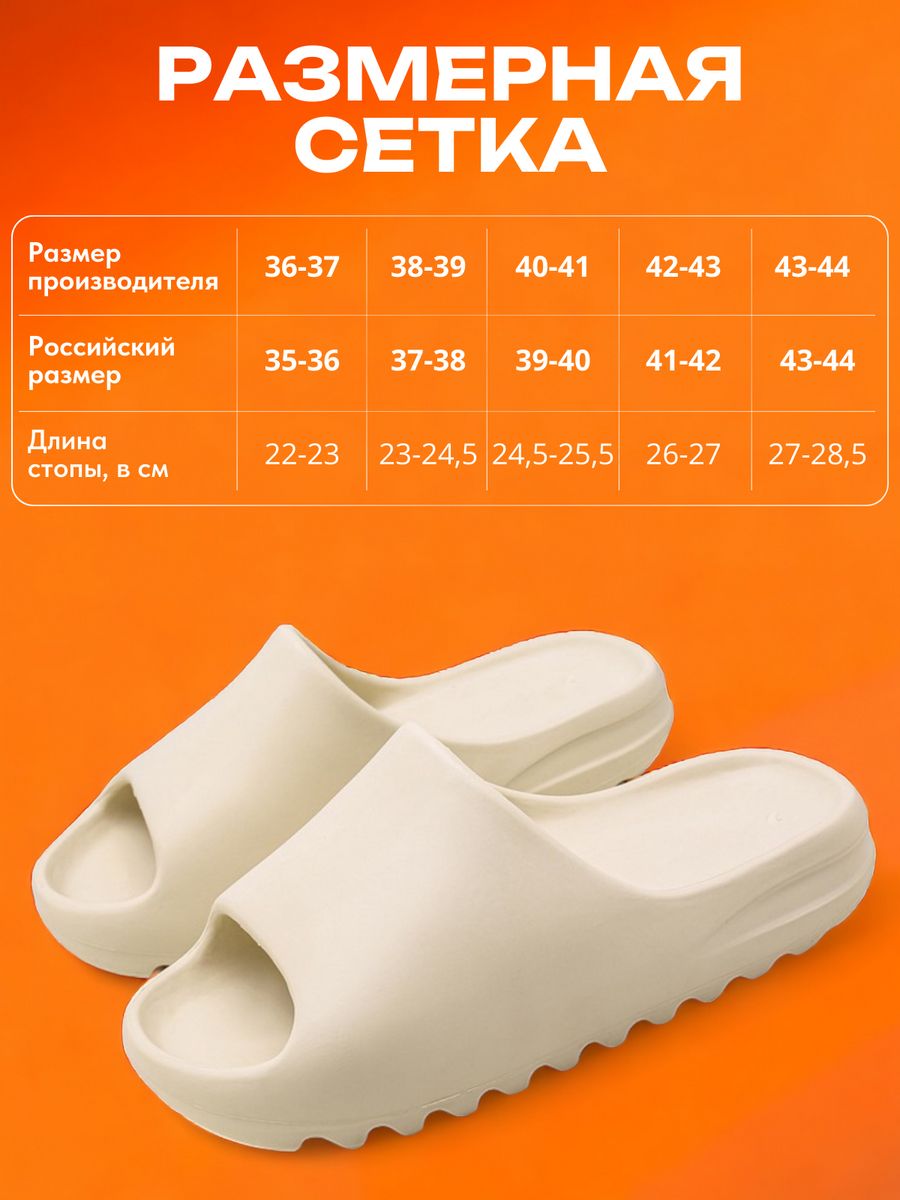 РАЗМЕРНАЯ
СЕТКА
Размер
производителя 36-37 38-39 40-41 42-43 43-44
Российский
размер 35-36 37-38 39-40 41-42 43-44
Длина
стопы, в см 22-23 23-24,5 24,5-25,5 26-27 27-28,5